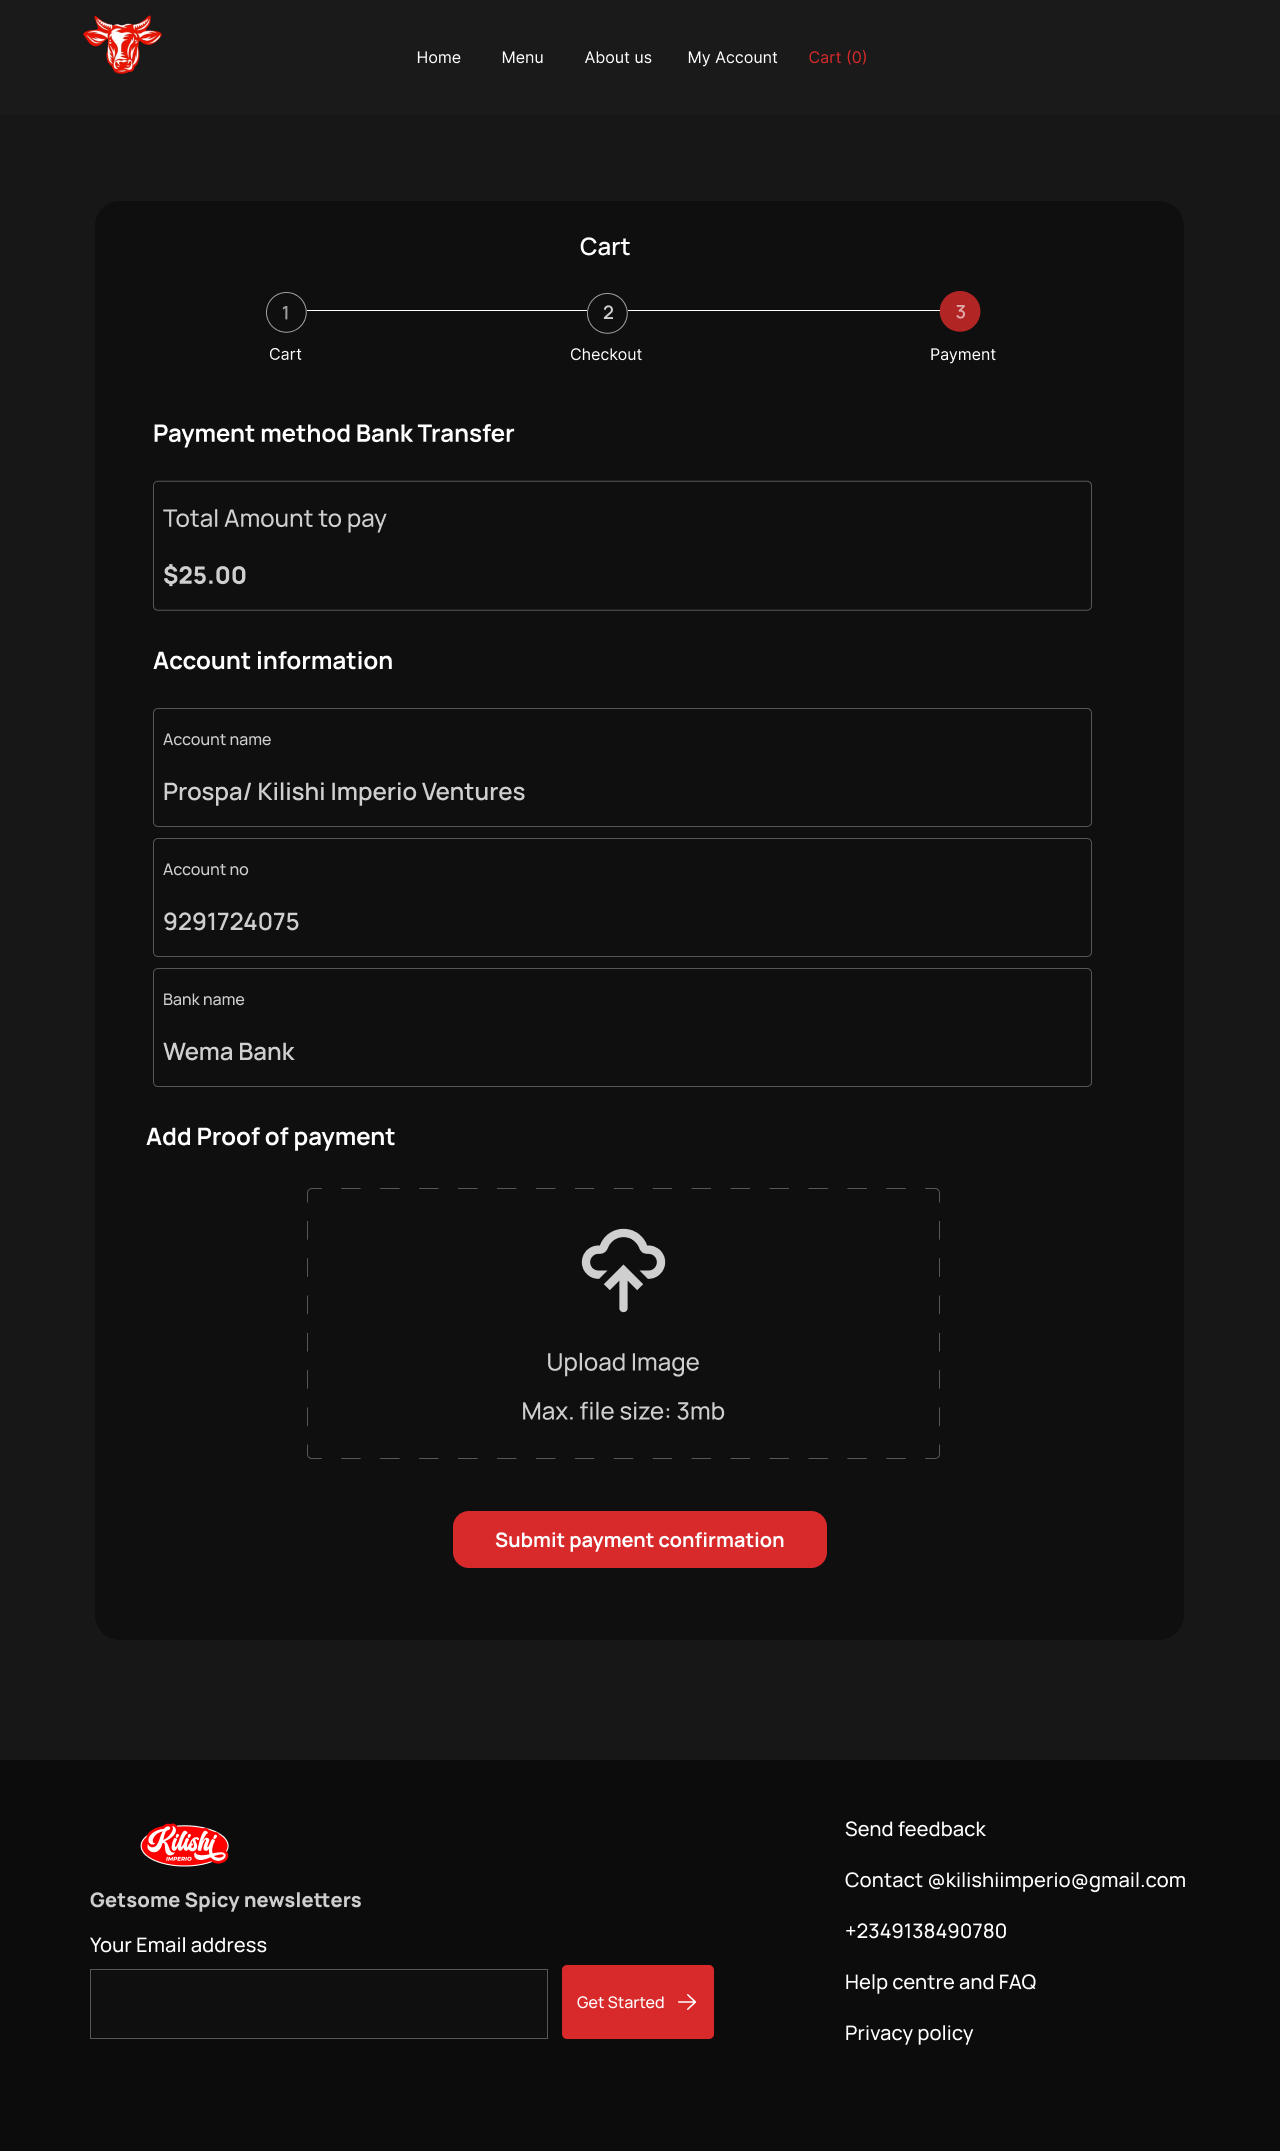 Home Menu About us My Account Cart (0)
Cart
1 2 3
Cart Checkout Payment
Payment method Bank Transfer
Total Amount to pay
$25.00
Account information
Account name
Prospa/ Kilishi Imperio Ventures
Account no
9291724075
Bank name
Wema Bank
Add Proof of payment
Upload Image
Max. file size: 3mb
Submit payment confirmation
Kilishi
IMPERIO
Getsome Spicy newsletters
Your Email address
Get Started
Send feedback
Contact @kilishiimperio@gmail.com
+2349138490780
Help centre and FAQ
Privacy policy